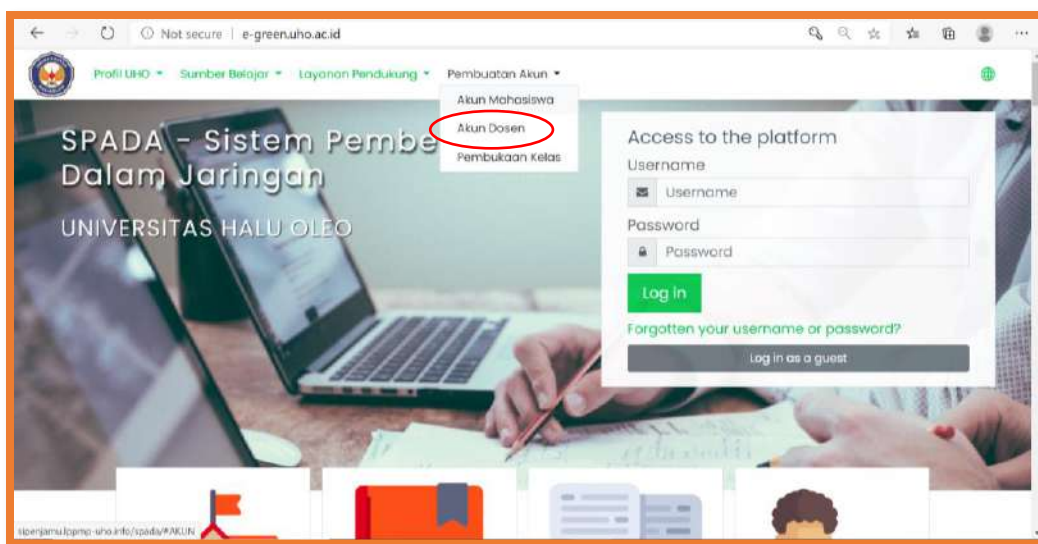 Not secure | e-green.uho.ac.id
Profil UHO
Sumber Belajar
Layanan Pendukung
Pembuatan Akun
Akun Mahasiswa
Akun Dosen
Pembukaan Kelas
SPADA - Sistem Pembe
Dalam Jaringan
UNIVERSITAS HALU OLEO
Access to the platform
Username
Username
Password
Password
Log in
Forgotten your username or password?
Log in as a guest
sipenjamu.lppmp-uho.info/spada/#AKUN